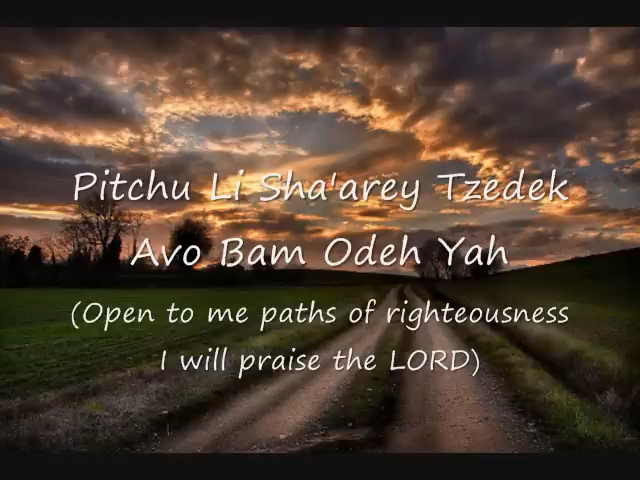 Pitchu Li Sha'arey Tzedek
Avo Bam Odeh Yah
(Open to me paths of righteousness
I will praise the LORD)